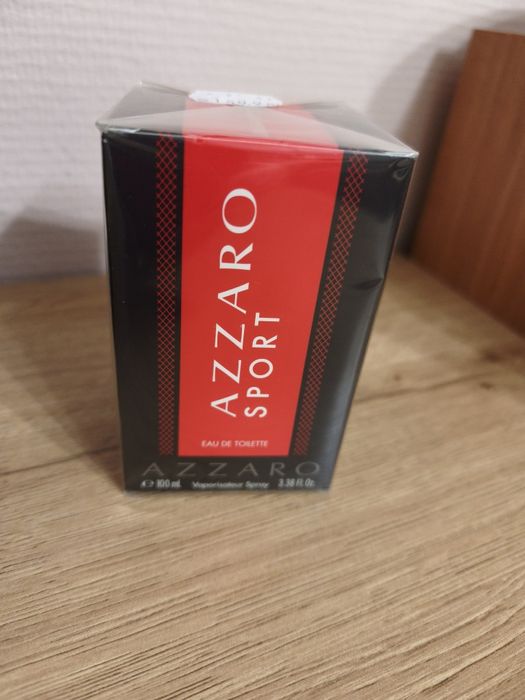 AZZARO
SPORT
EAU DE TOILETTE
AZZARO
℮ 100 ml Vaporisateur Spray 3.38 Fl. Oz.